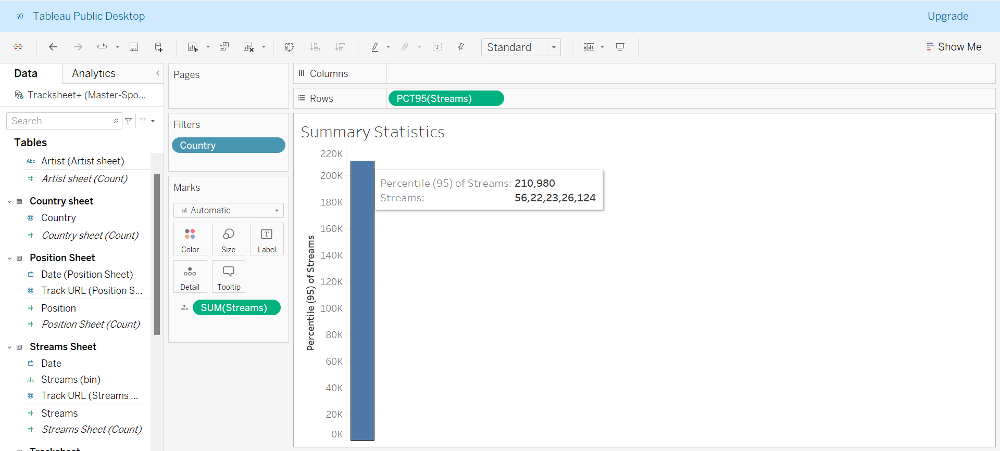 Tableau Public Desktop
Upgrade
Standard
Show Me
Data
Analytics
Tracksheet+ (Master-Spo...
Search
Tables
Abc Artist (Artist sheet)
# Artist sheet (Count)
Country sheet
Country
# Country sheet (Count)
Position Sheet
Date (Position Sheet)
Track URL (Position S...
# Position
# Position Sheet (Count)
Streams Sheet
Date
Streams (bin)
Track URL (Streams ...
# Streams
# Streams Sheet (Count)
Tracksheet
Pages
Filters
Country
Marks
Automatic
Color
Size
T
Label
Detail
Tooltip
SUM(Streams)
Columns
Rows
PCT95(Streams)
Summary Statistics
Percentile (95) of Streams
220K
200K
180K
160K
140K
120K
100K
80K
60K
40K
20K
0K
Percentile (95) of Streams: 210,980
Streams: 56,22,23,26,124